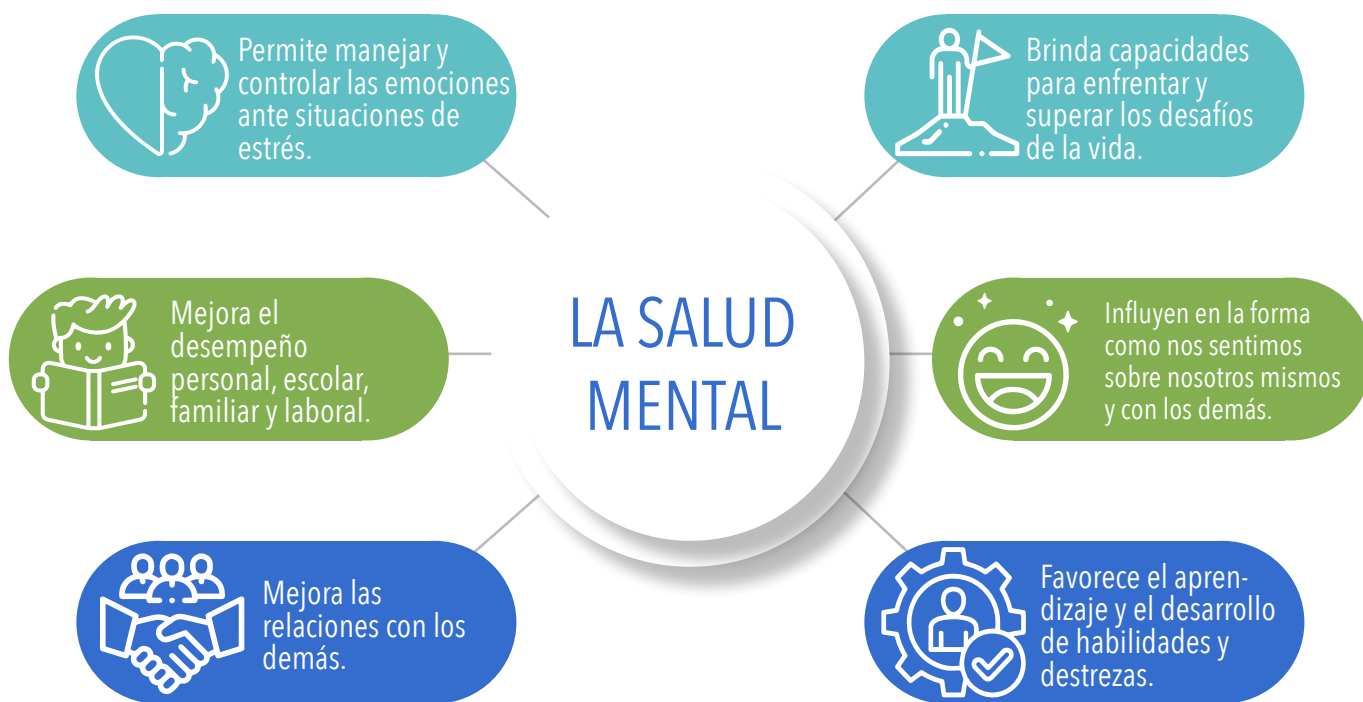 Permite manejar y
controlar las emociones
ante situaciones de
estrés.
Brinda capacidades
para enfrentar y
superar los desafíos
de la vida.
Mejora el
desempeño
personal, escolar,
familiar y laboral.
LA SALUD
MENTAL
Influyen en la forma
como nos sentimos
sobre nosotros mismos
y con los demás.
Mejora las
relaciones con los
demás.
Favorece el apren-
dizaje y el desarrollo
de habilidades y
destrezas.